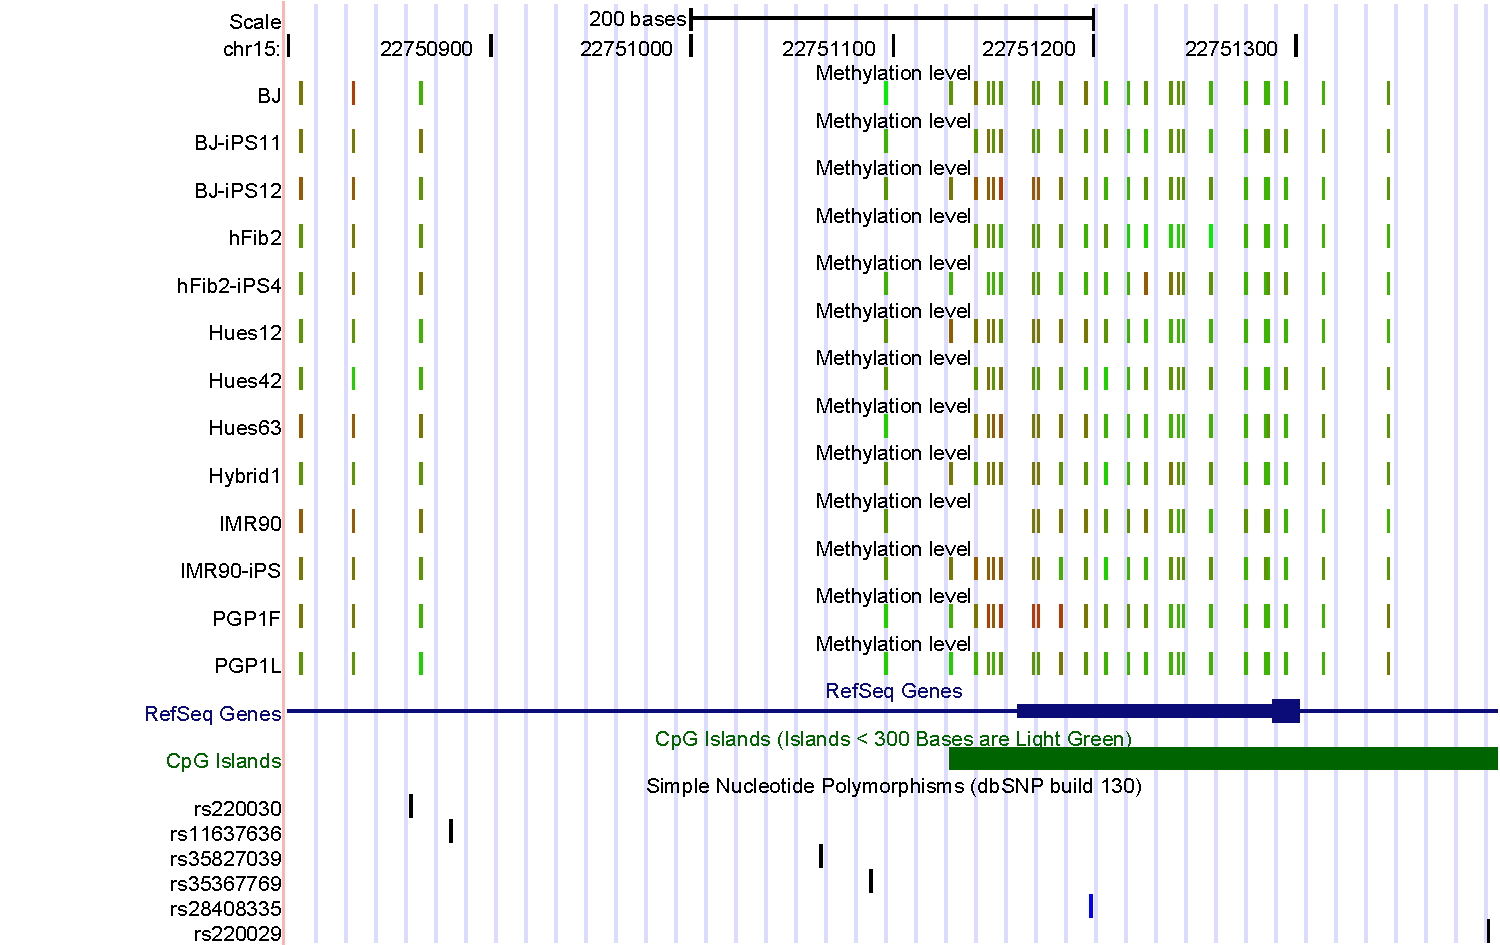 Scale 200 bases
chr15: 22750900 22751000 22751100 22751200 22751300
Methylation level
BJ
Methylation level
BJ-iPS11
Methylation level
BJ-iPS12
Methylation level
hFib2
Methylation level
hFib2-iPS4
Methylation level
Hues12
Methylation level
Hues42
Methylation level
Hues63
Methylation level
Hybrid1
Methylation level
IMR90
Methylation level
IMR90-iPS
Methylation level
PGP1F
Methylation level
PGP1L
RefSeq Genes
RefSeq Genes
CpG Islands (Islands < 300 Bases are Light Green)
CpG Islands
Simple Nucleotide Polymorphisms (dbSNP build 130)
rs220030
rs11637636
rs35827039
rs35367769
rs28408335
rs220029